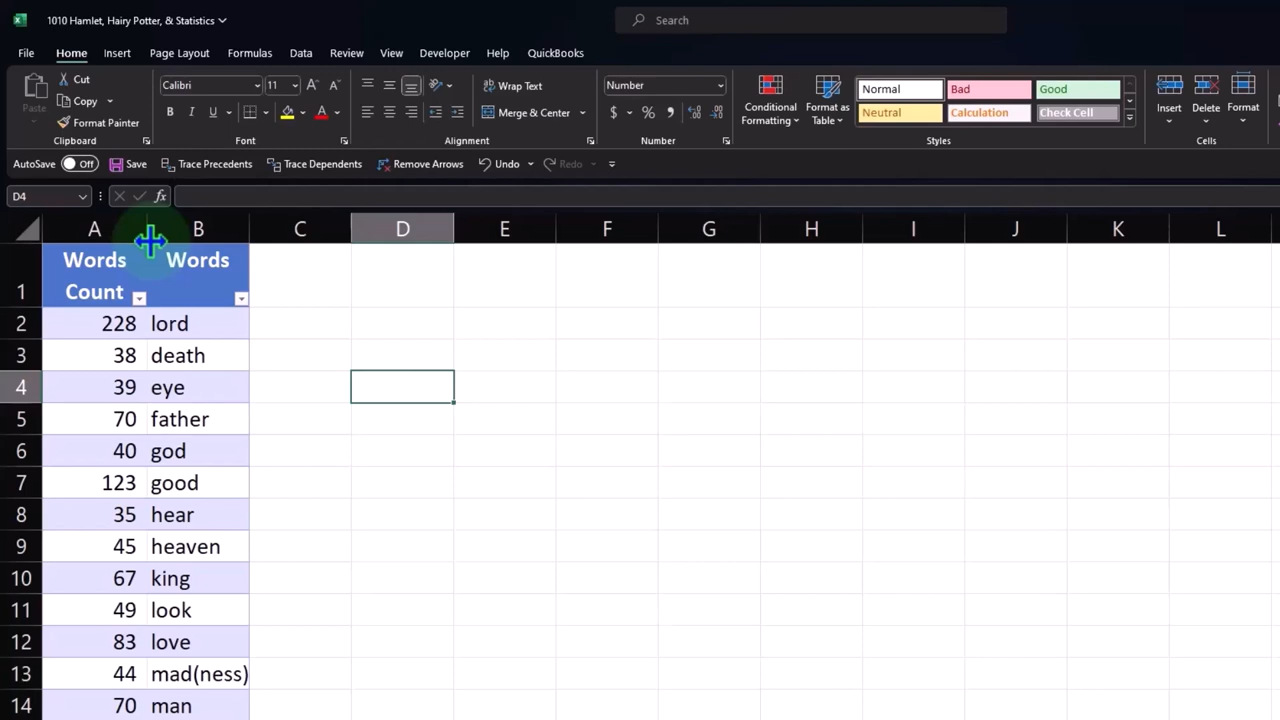 1010 Hamlet, Hairy Potter, & Statistics
Search
File Home Insert Page Layout Formulas Data Review View Developer Help QuickBooks
Paste
Cut
Copy
Format Painter
Clipboard
Calibri 11
B I U
Font
Wrap Text
Merge & Center
Alignment
Number
$ % ,
Number
Conditional Formatting
Format as Table
Normal Bad Good
Neutral Calculation Check Cell
Styles
Insert Delete Format
Cells
AutoSave Off Save Trace Precedents Trace Dependents Remove Arrows Undo Redo
D4 fx
A B C D E F G H I J K L
1 Words Count Words
2 228 lord
3 38 death
4 39 eye
5 70 father
6 40 god
7 123 good
8 35 hear
9 45 heaven
10 67 king
11 49 look
12 83 love
13 44 mad(ness)
14 70 man